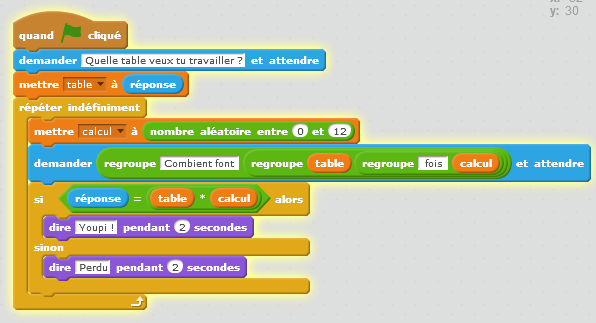 y: 30
quand cliqué
demander Quelle table veux tu travailler ? et attendre
mettre table à réponse
répéter indéfiniment
mettre calcul à nombre aléatoire entre 0 et 12
demander regroupe Combient font regroupe table regroupe fois calcul et attendre
si réponse = table * calcul alors
dire Youpi ! pendant 2 secondes
sinon
dire Perdu pendant 2 secondes